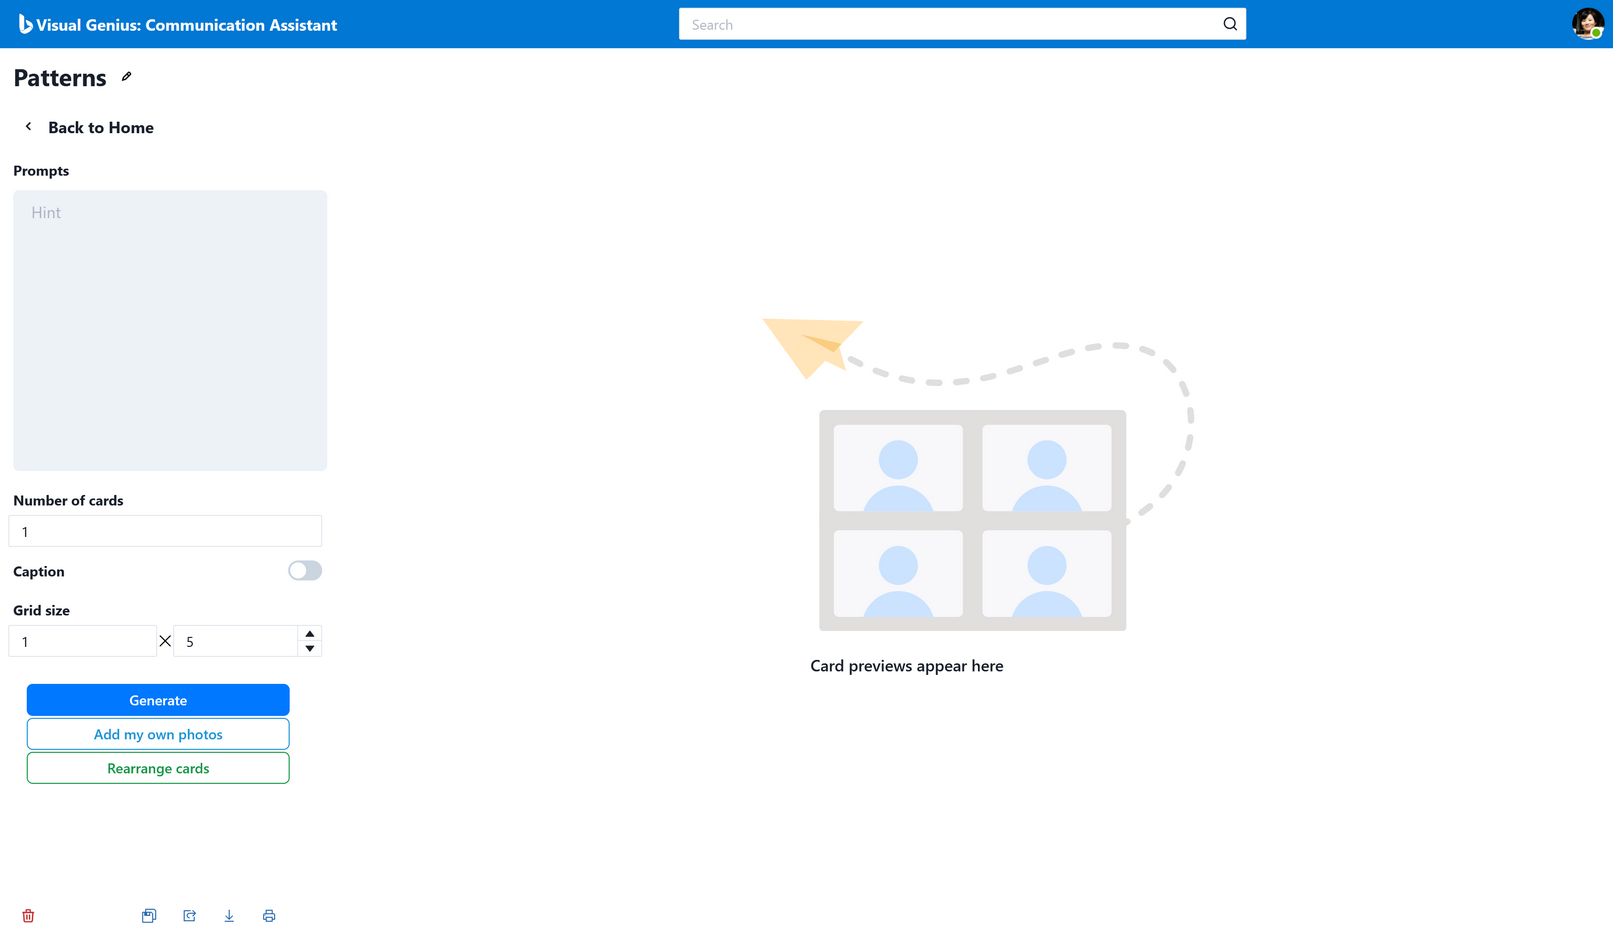 Visual Genius: Communication Assistant
Search
Patterns
Back to Home
Prompts
Hint
Number of cards
1
Caption
Grid size
1
5
Generate
Add my own photos
Rearrange cards
Card previews appear here